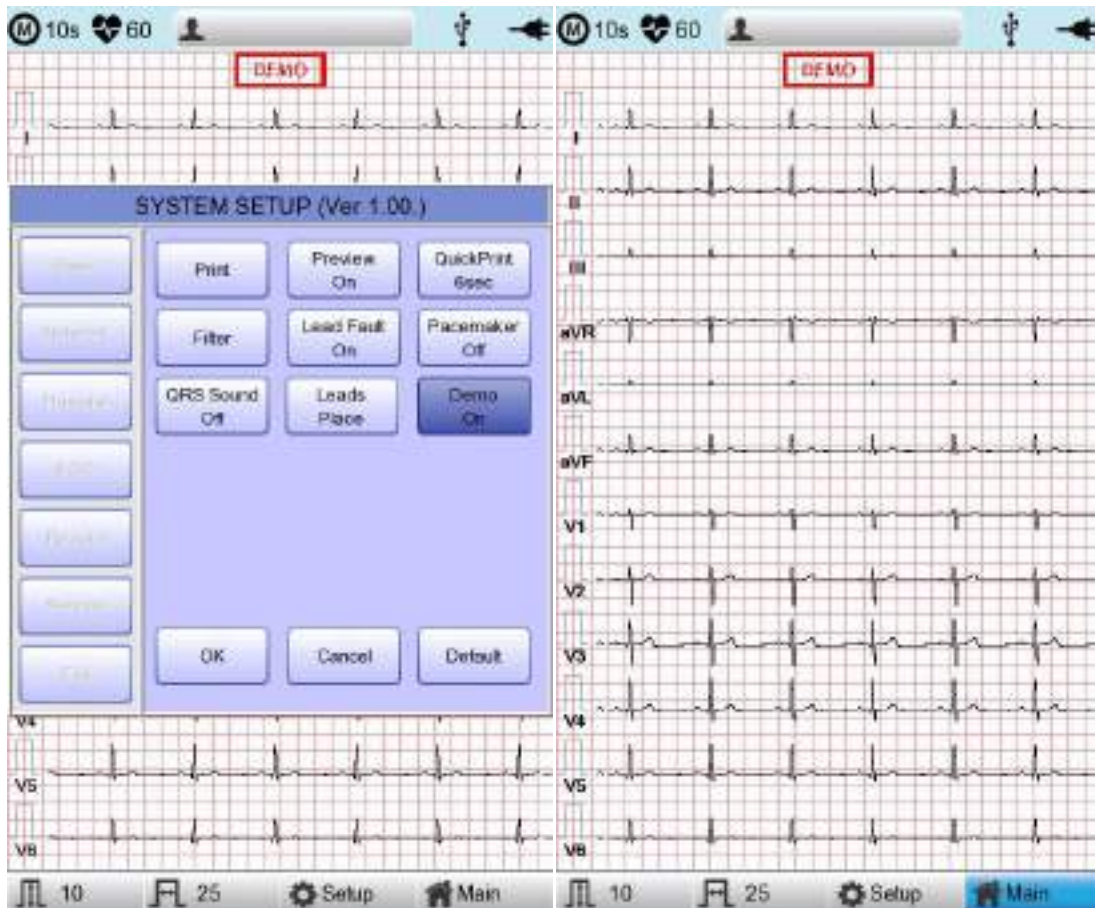 M 10s 60
DEMO
I
SYSTEM SETUP (Ver 1.00.)
Print
Preview On
QuickPrint 6sec
Filter
Lead Fault On
Pacemaker Off
QRS Sound Off
Leads Place
Demo On
OK
Cancel
Default
V4
V5
V6
10 25 Setup Main
M 10s 60
DEMO
I
II
III
aVR
aVL
aVF
V1
V2
V3
V4
V5
V6
10 25 Setup Main